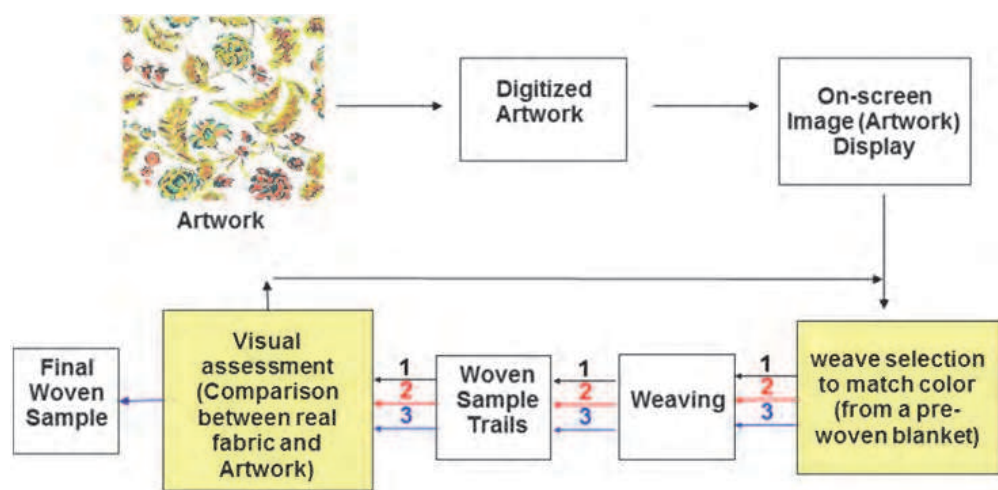 Artwork
Digitized
Artwork
On-screen
Image (Artwork)
Display
Final
Woven
Sample
Visual
assessment
(Comparison
between real
fabric and
Artwork)
1
2
3
Woven
Sample
Trails
1
2
3
Weaving
1
2
3
weave selection
to match color
(from a pre-
woven blanket)